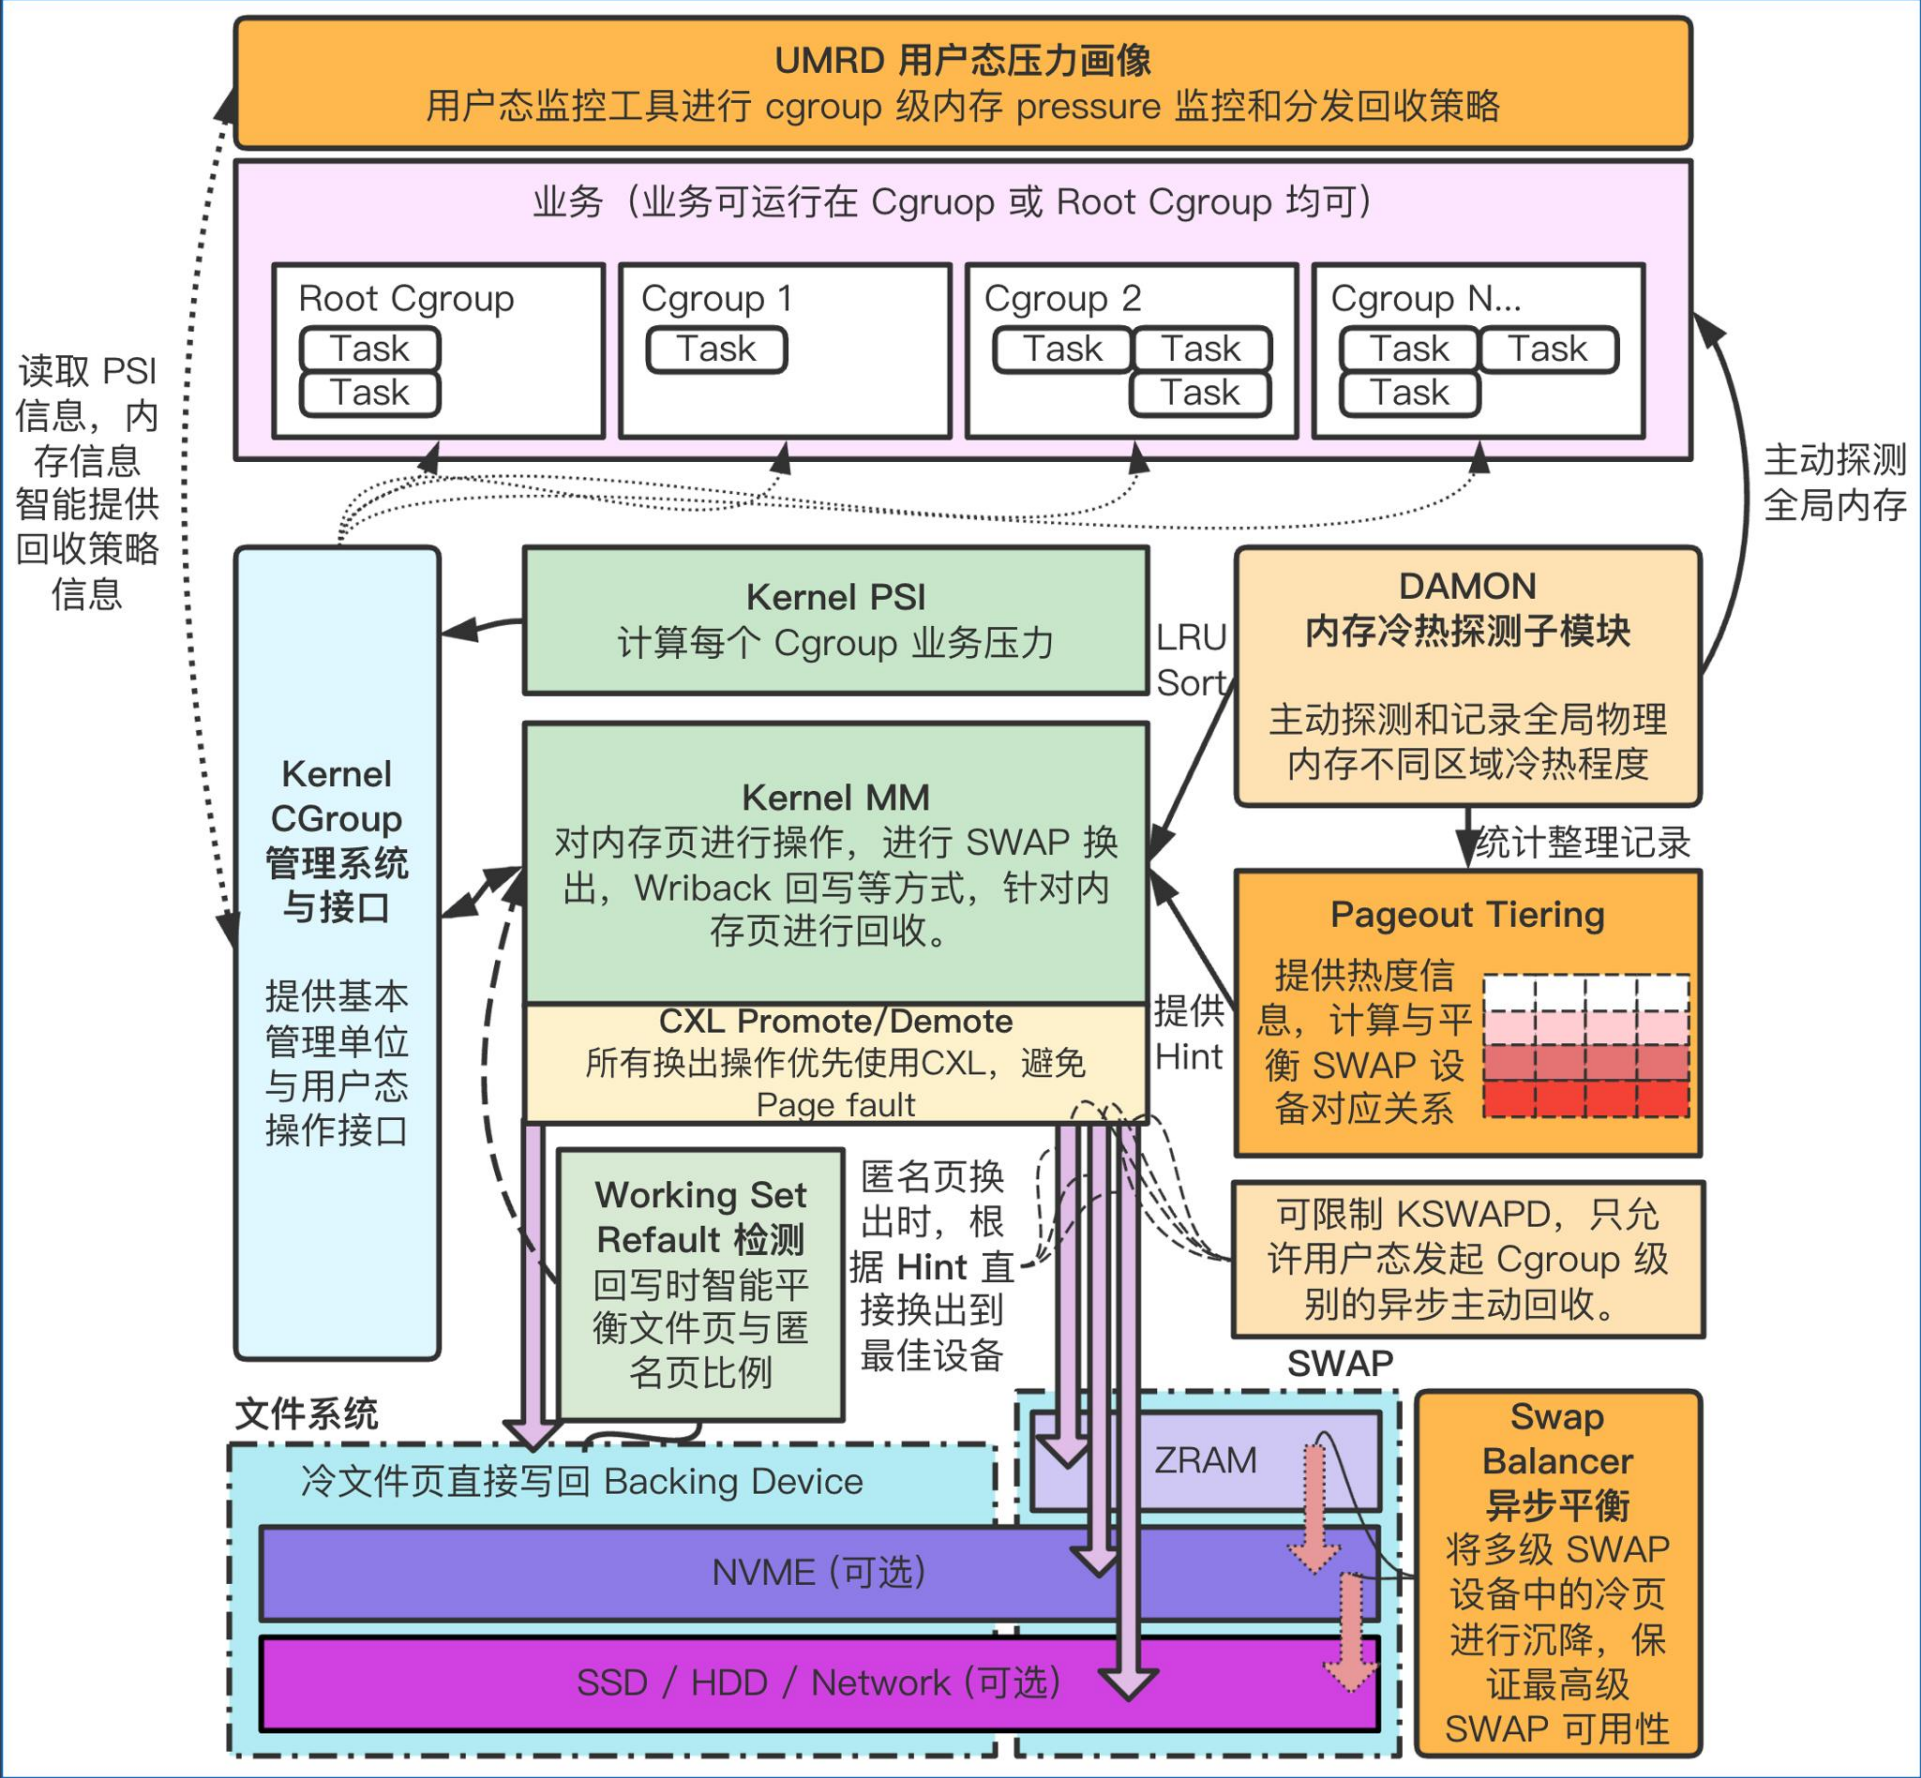 UMRD 用户态压力画像
用户态监控工具进行 cgroup 级内存 pressure 监控和分发回收策略
业务（业务可运行在 Cgruop 或 Root Cgroup 均可）
Root Cgroup
Task
Task
Cgroup 1
Task
Cgroup 2
Task
Task
Task
Cgroup N...
Task
Task
Task
读取 PSI
信息，内
存信息
智能提供
回收策略
信息
主动探测
全局内存
Kernel
CGroup
管理系统
与接口
提供基本
管理单位
与用户态
操作接口
Kernel PSI
计算每个 Cgroup 业务压力
LRU
Sort
DAMON
内存冷热探测子模块
主动探测和记录全局物理
内存不同区域冷热程度
Kernel MM
对内存页进行操作，进行 SWAP 换
出，Wriback 回写等方式，针对内
存页进行回收。
统计整理记录
Pageout Tiering
提供热度信
息，计算与平
衡 SWAP 设
备对应关系
提供
Hint
CXL Promote/Demote
所有换出操作优先使用CXL，避免
Page fault
Working Set
Refault 检测
回写时智能平
衡文件页与匿
名页比例
匿名页换
出时，根
据 Hint 直
接换出到
最佳设备
可限制 KSWAPD，只允
许用户态发起 Cgroup 级
别的异步主动回收。
SWAP
文件系统
冷文件页直接写回 Backing Device
ZRAM
NVME (可选)
SSD / HDD / Network (可选)
Swap
Balancer
异步平衡
将多级 SWAP
设备中的冷页
进行沉降，保
证最高级
SWAP 可用性